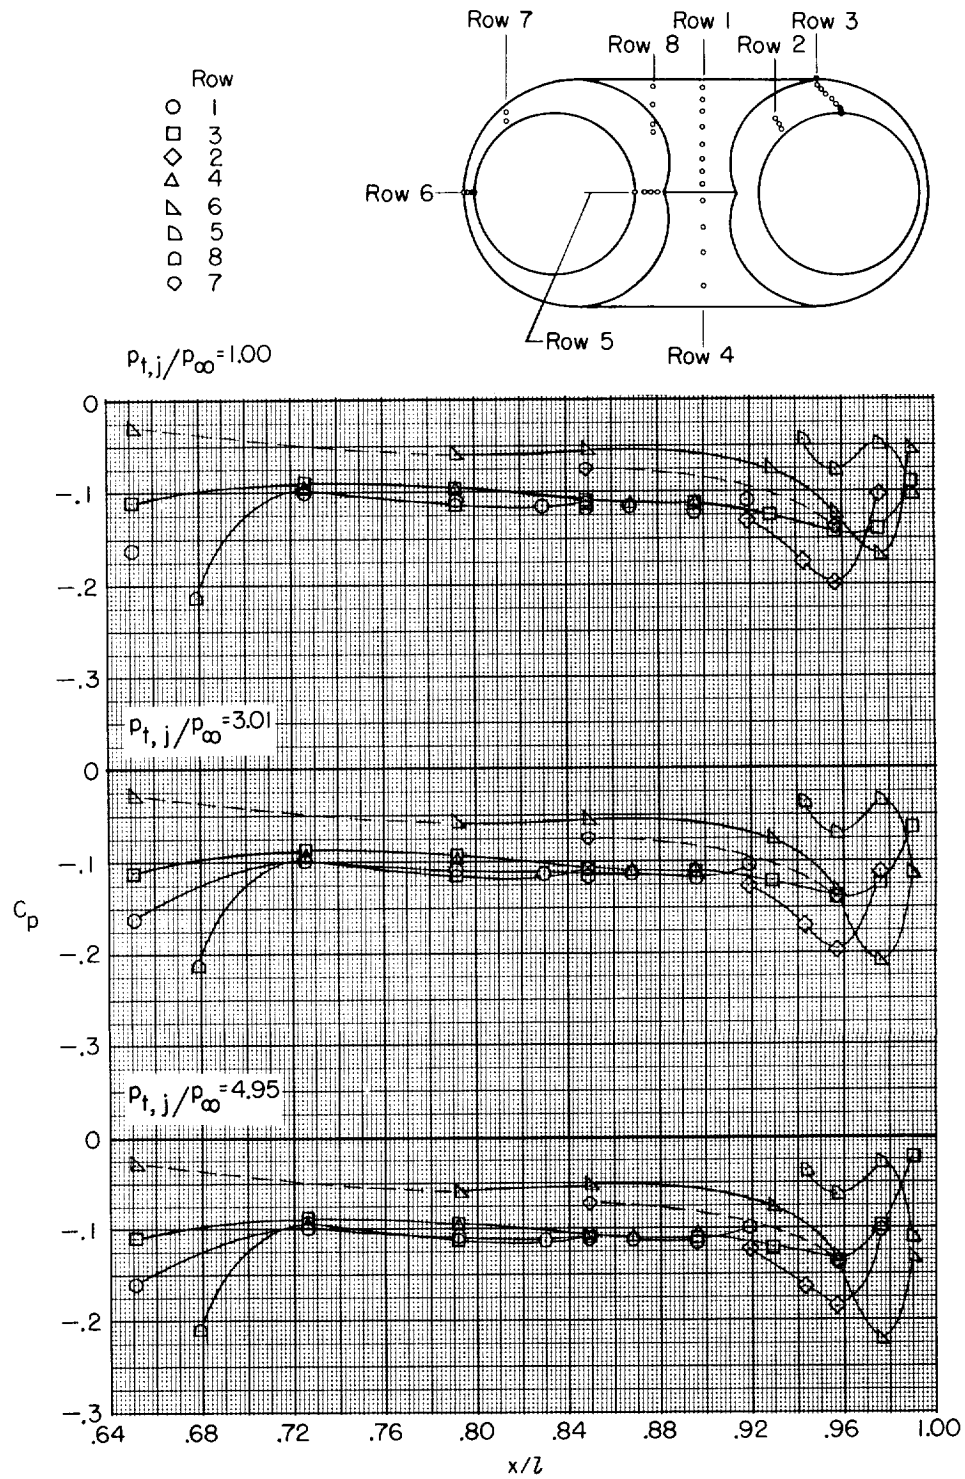 Row 7
Row 1
Row 3
Row 8
Row 2
Row
1
3
2
4
6
5
8
7
Row 6
Row 5
Row 4
p_{t,j}/p_∞=1.00
0
-.1
-.2
-.3
p_{t,j}/p_∞=3.01
0
-.1
C_p
-.2
-.3
p_{t,j}/p_∞=4.95
0
-.1
-.2
-.3
.64 .68 .72 .76 .80 .84 .88 .92 .96 1.00
x/l